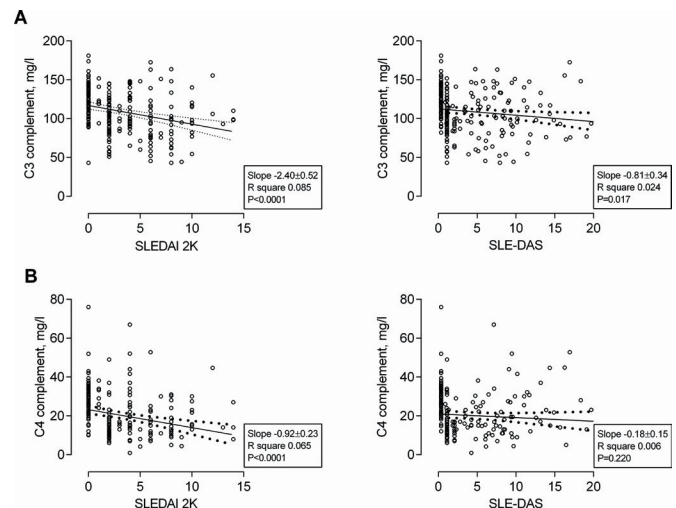 A
C3 complement, mg/l
200
150
100
50
0
0 5 10 15
SLEDAI 2K
Slope -2.40±0.52
R square 0.085
P<0.0001
C3 complement, mg/l
200
150
100
50
0
0 5 10 15 20
SLE-DAS
Slope -0.81±0.34
R square 0.024
P=0.017
B
C4 complement, mg/l
80
60
40
20
0
0 5 10 15
SLEDAI 2K
Slope -0.92±0.23
R square 0.065
P<0.0001
C4 complement, mg/l
80
60
40
20
0
0 5 10 15 20
SLE-DAS
Slope -0.18±0.15
R square 0.006
P=0.220